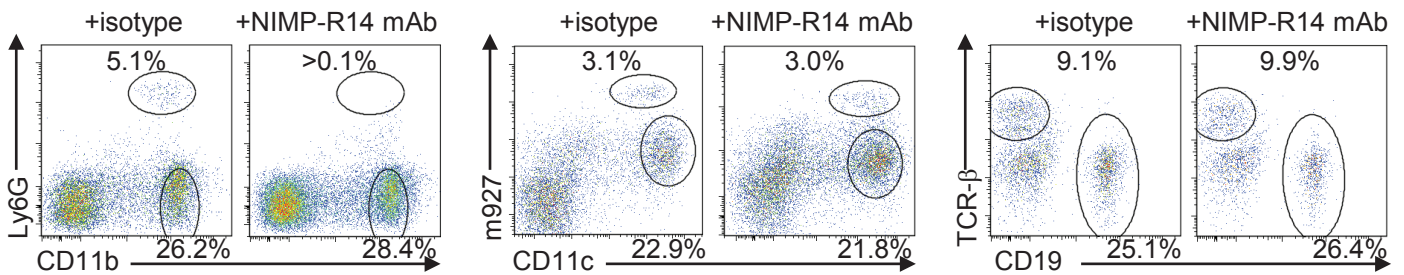 +isotype +NIMP-R14 mAb +isotype +NIMP-R14 mAb +isotype +NIMP-R14 mAb
5.1% >0.1% 3.1% 3.0% 9.1% 9.9%
Ly6G
m927
TCR-β
26.2% 28.4% 22.9% 21.8% 25.1% 26.4%
CD11b CD11c CD19